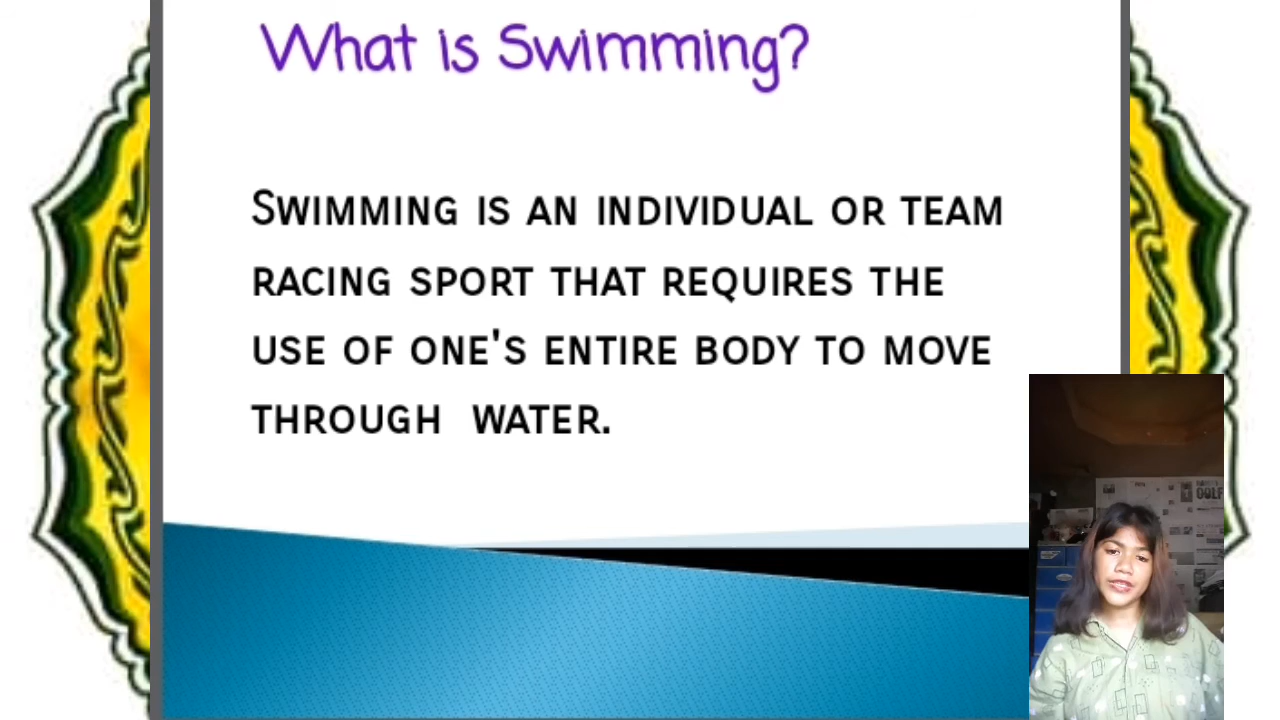 What is Swimming?
Swimming is an individual or team
racing sport that requires the
use of one's entire body to move
through water.